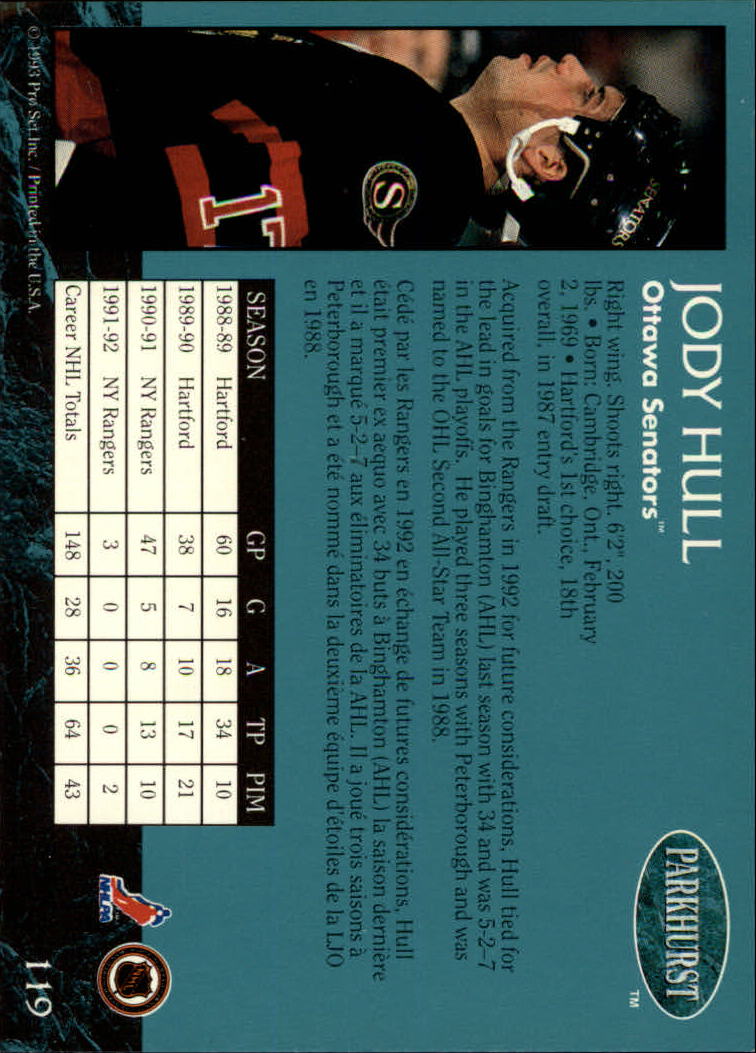 JODY HULL
Ottawa Senators™
PARKHURST
TM
Right wing. Shoots right. 6'2", 200
lbs. • Born: Cambridge, Ont., February
2, 1969 • Hartford's 1st choice, 18th
overall, in 1987 entry draft.
SENATORS
S
Acquired from the Rangers in 1992 for future considerations, Hull tied for
the lead in goals for Binghamton (AHL) last season with 34 and was 5-2-7
in the AHL playoffs. He played three seasons with Peterborough and was
named to the OHL Second All-Star Team in 1988.
Cédé par les Rangers en 1992 en échange de futures considérations, Hull
était premier ex aequo avec 34 buts à Binghamton (AHL) la saison dernière
et il a marqué 5-2-7 aux éliminatoires de la AHL. Il a joué trois saisons à
Peterborough et a été nommé dans la deuxième équipe d'étoiles de la LJO
en 1988.
SEASON GP G A TP PIM
1988-89 Hartford 60 16 18 34 10
1989-90 Hartford 38 7 10 17 21
1990-91 NY Rangers 47 5 8 13 10
1991-92 NY Rangers 3 0 0 0 2
Career NHL Totals 148 28 36 64 43
NHLPA
NHL
© 1993 Pro Set, Inc. / Printed in the U.S.A.
119